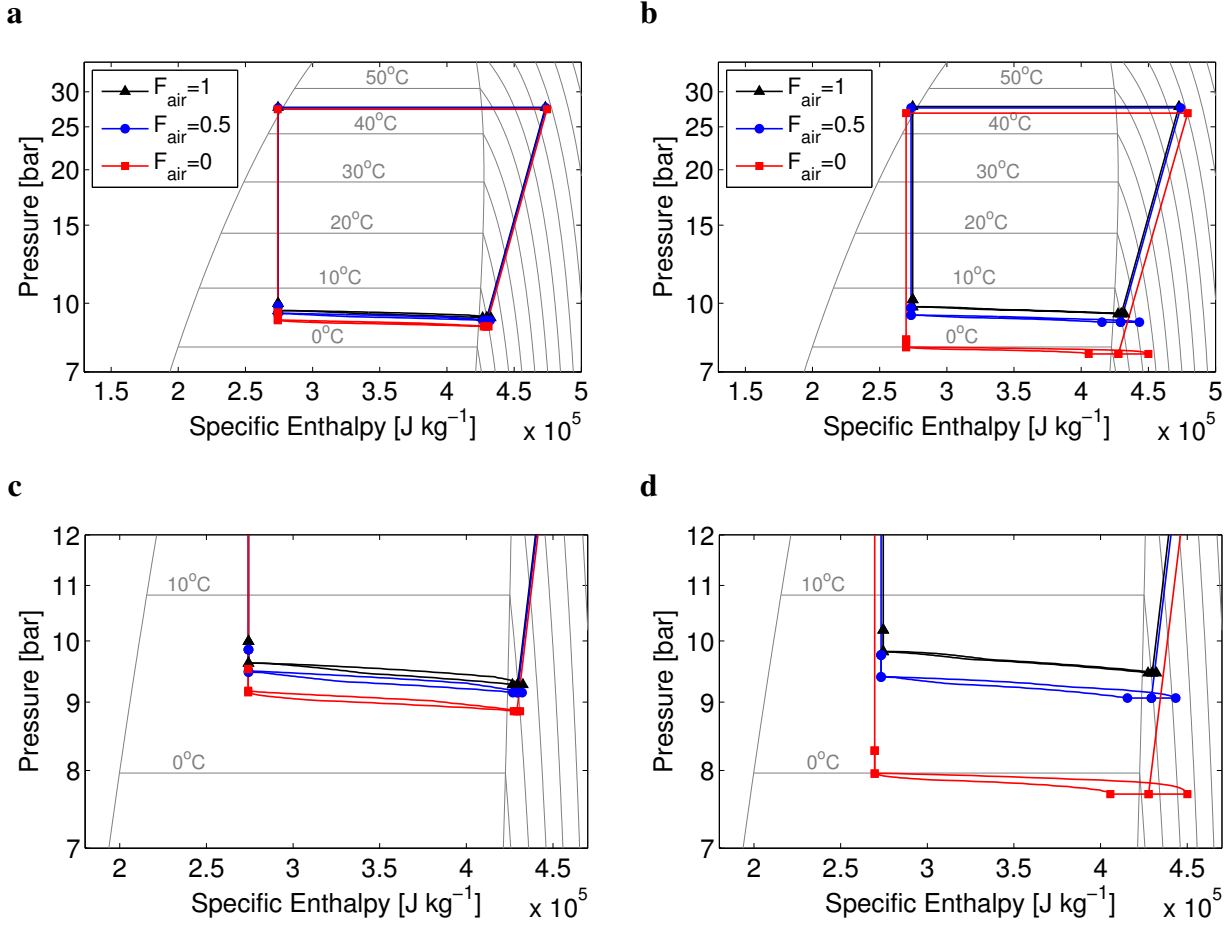 a
F_air=1
F_air=0.5
F_air=0
50°C
40°C
30°C
20°C
10°C
0°C
30
25
20
15
10
7
Pressure [bar]
1.5 2 2.5 3 3.5 4 4.5 5
Specific Enthalpy [J kg⁻¹]
x 10⁵
b
F_air=1
F_air=0.5
F_air=0
50°C
40°C
30°C
20°C
10°C
0°C
30
25
20
15
10
7
Pressure [bar]
1.5 2 2.5 3 3.5 4 4.5 5
Specific Enthalpy [J kg⁻¹]
x 10⁵
c
12
11
10
9
8
7
10°C
0°C
Pressure [bar]
2 2.5 3 3.5 4 4.5
Specific Enthalpy [J kg⁻¹]
x 10⁵
d
12
11
10
9
8
7
10°C
0°C
Pressure [bar]
2 2.5 3 3.5 4 4.5
Specific Enthalpy [J kg⁻¹]
x 10⁵